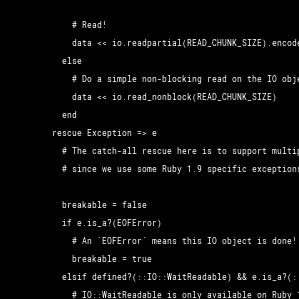 # Read!
data << io.readpartial(READ_CHUNK_SIZE).encode
else
# Do a simple non-blocking read on the IO obje
data << io.read_nonblock(READ_CHUNK_SIZE)
end
rescue Exception => e
# The catch-all rescue here is to support multip
# since we use some Ruby 1.9 specific exceptions
breakable = false
if e.is_a?(EOFError)
# An `EOFError` means this IO object is done!
breakable = true
elsif defined?(::IO::WaitReadable) && e.is_a?(:
# IO::WaitReadable is only available on Ruby 1